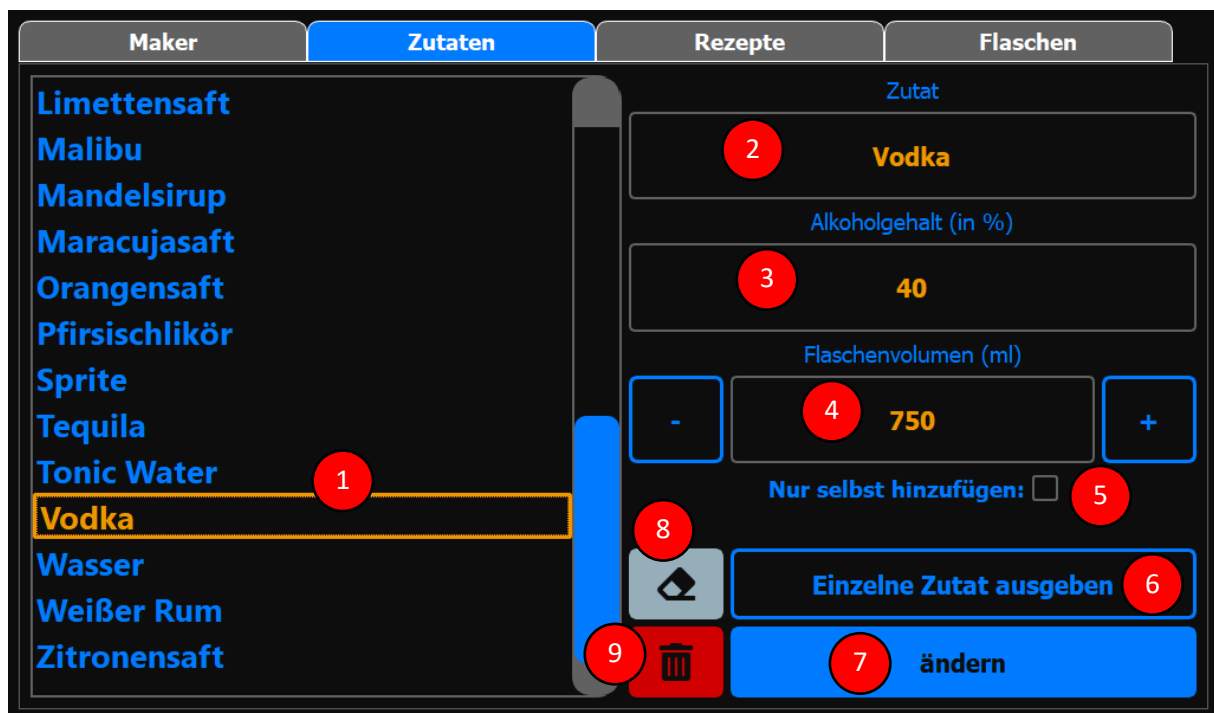 Maker Zutaten Rezepte Flaschen
Limettensaft
Malibu
Mandelsirup
Maracujasaft
Orangensaft
Pfirsischlikör
Sprite
Tequila
Tonic Water
1
Vodka
Wasser
Weißer Rum
Zitronensaft
Zutat
2 Vodka
Alkoholgehalt (in %)
3 40
Flaschenvolumen (ml)
- 4 750 +
Nur selbst hinzufügen: 5
8
Einzelne Zutat ausgeben 6
9 7 ändern